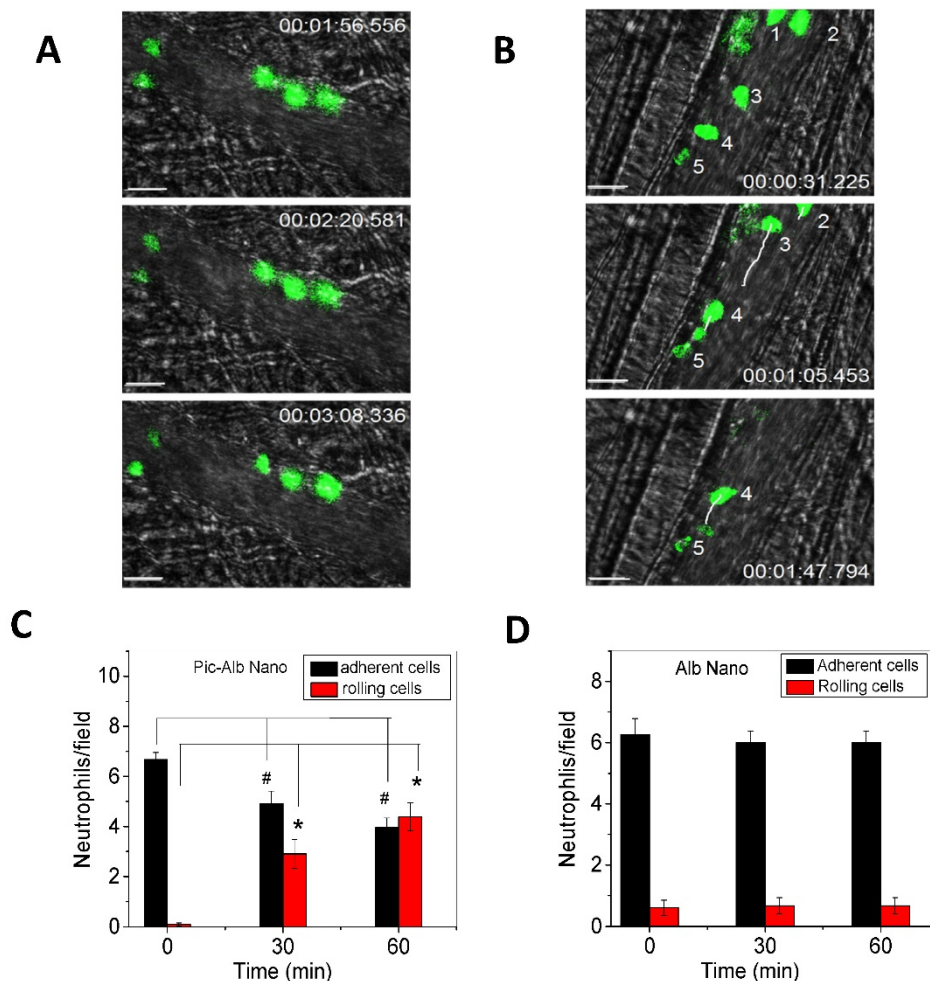 A
00:01:56.556
00:02:20.581
00:03:08.336
B
1 2
3
4
5
00:00:31.225
2
3
4
5
00:01:05.453
4
5
00:01:47.794
C
Pic-Alb Nano
adherent cells
rolling cells
Neutrophils/field
10
8
6
4
2
0
#
*
#
*
0 30 60
Time (min)
D
Alb Nano
Adherent cells
Rolling cells
Neutrophlis/field
8
6
4
2
0
0 30 60
Time (min)